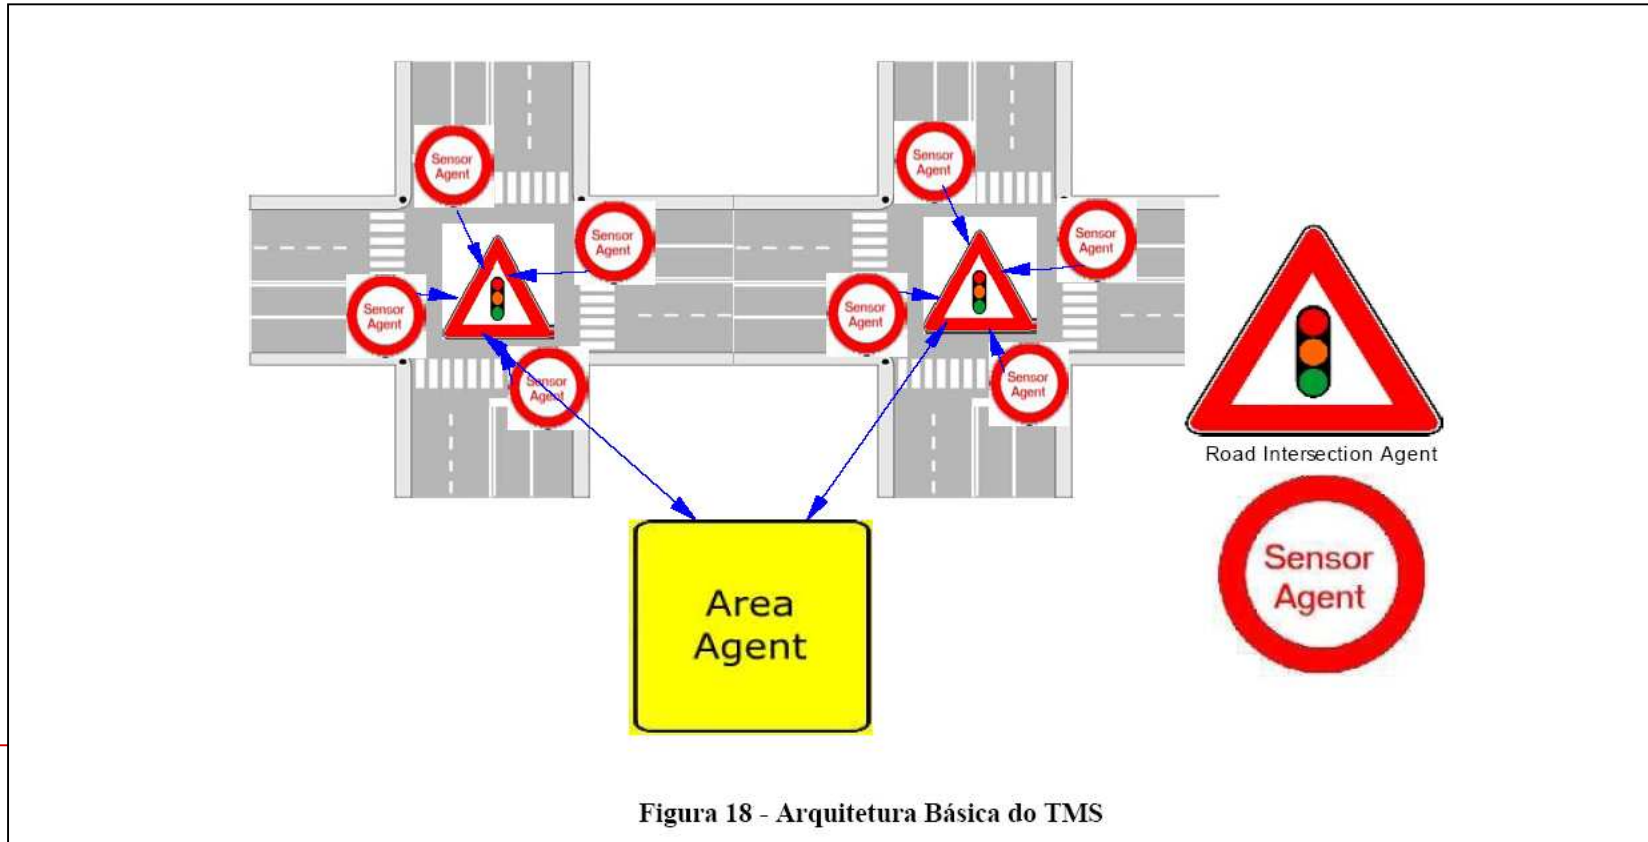 Sensor
Agent
Sensor
Agent
Sensor
Agent
Sensor
Agent
Sensor
Agent
Sensor
Agent
Sensor
Agent
Sensor
Agent
Road Intersection Agent
Sensor
Agent
Area
Agent
Figura 18 - Arquitetura Básica do TMS